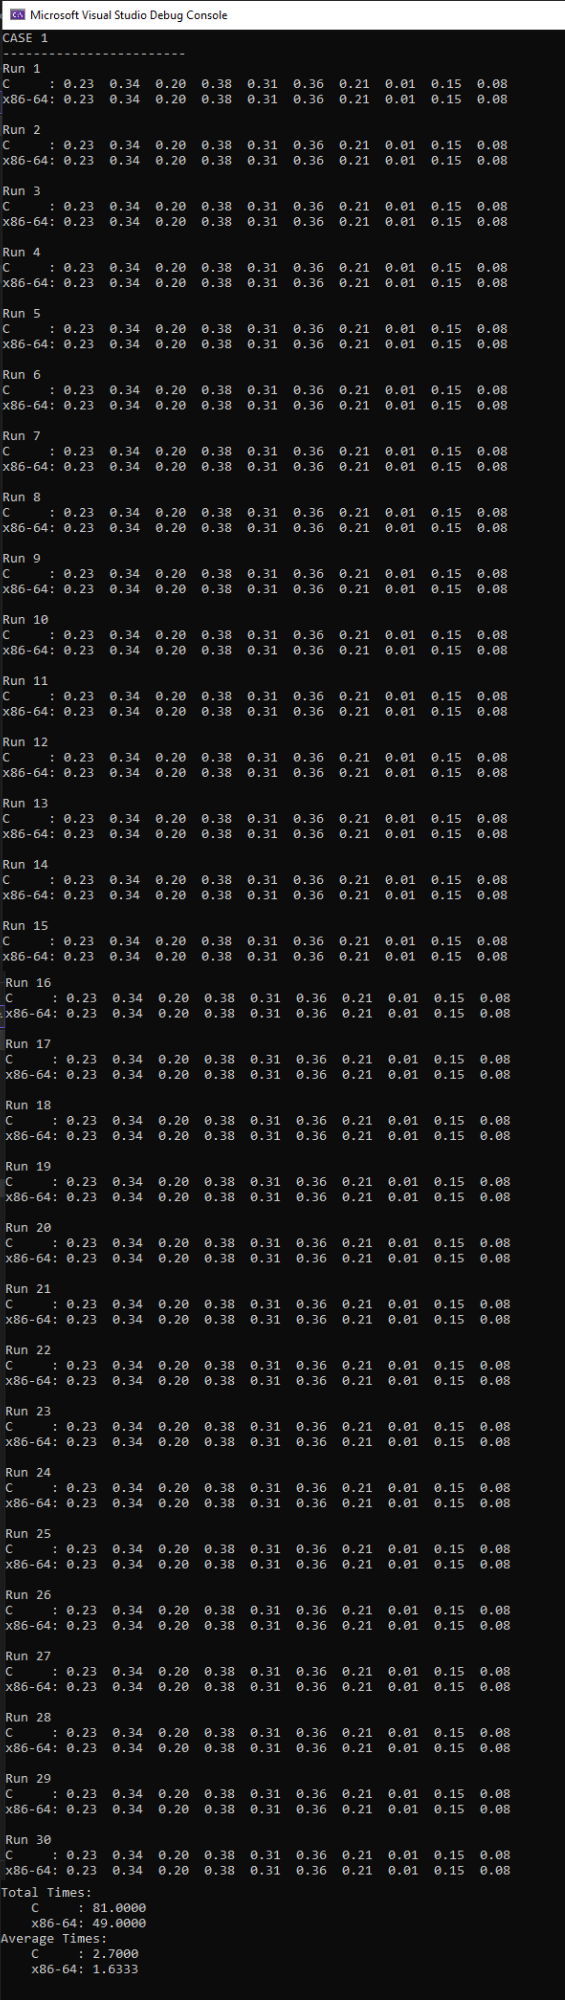 Microsoft Visual Studio Debug Console
CASE 1
------------------------
Run 1
C     : 0.23  0.34  0.20  0.38  0.31  0.36  0.21  0.01  0.15  0.08
x86-64: 0.23  0.34  0.20  0.38  0.31  0.36  0.21  0.01  0.15  0.08
Run 2
C     : 0.23  0.34  0.20  0.38  0.31  0.36  0.21  0.01  0.15  0.08
x86-64: 0.23  0.34  0.20  0.38  0.31  0.36  0.21  0.01  0.15  0.08
Run 3
C     : 0.23  0.34  0.20  0.38  0.31  0.36  0.21  0.01  0.15  0.08
x86-64: 0.23  0.34  0.20  0.38  0.31  0.36  0.21  0.01  0.15  0.08
Run 4
C     : 0.23  0.34  0.20  0.38  0.31  0.36  0.21  0.01  0.15  0.08
x86-64: 0.23  0.34  0.20  0.38  0.31  0.36  0.21  0.01  0.15  0.08
Run 5
C     : 0.23  0.34  0.20  0.38  0.31  0.36  0.21  0.01  0.15  0.08
x86-64: 0.23  0.34  0.20  0.38  0.31  0.36  0.21  0.01  0.15  0.08
Run 6
C     : 0.23  0.34  0.20  0.38  0.31  0.36  0.21  0.01  0.15  0.08
x86-64: 0.23  0.34  0.20  0.38  0.31  0.36  0.21  0.01  0.15  0.08
Run 7
C     : 0.23  0.34  0.20  0.38  0.31  0.36  0.21  0.01  0.15  0.08
x86-64: 0.23  0.34  0.20  0.38  0.31  0.36  0.21  0.01  0.15  0.08
Run 8
C     : 0.23  0.34  0.20  0.38  0.31  0.36  0.21  0.01  0.15  0.08
x86-64: 0.23  0.34  0.20  0.38  0.31  0.36  0.21  0.01  0.15  0.08
Run 9
C     : 0.23  0.34  0.20  0.38  0.31  0.36  0.21  0.01  0.15  0.08
x86-64: 0.23  0.34  0.20  0.38  0.31  0.36  0.21  0.01  0.15  0.08
Run 10
C     : 0.23  0.34  0.20  0.38  0.31  0.36  0.21  0.01  0.15  0.08
x86-64: 0.23  0.34  0.20  0.38  0.31  0.36  0.21  0.01  0.15  0.08
Run 11
C     : 0.23  0.34  0.20  0.38  0.31  0.36  0.21  0.01  0.15  0.08
x86-64: 0.23  0.34  0.20  0.38  0.31  0.36  0.21  0.01  0.15  0.08
Run 12
C     : 0.23  0.34  0.20  0.38  0.31  0.36  0.21  0.01  0.15  0.08
x86-64: 0.23  0.34  0.20  0.38  0.31  0.36  0.21  0.01  0.15  0.08
Run 13
C     : 0.23  0.34  0.20  0.38  0.31  0.36  0.21  0.01  0.15  0.08
x86-64: 0.23  0.34  0.20  0.38  0.31  0.36  0.21  0.01  0.15  0.08
Run 14
C     : 0.23  0.34  0.20  0.38  0.31  0.36  0.21  0.01  0.15  0.08
x86-64: 0.23  0.34  0.20  0.38  0.31  0.36  0.21  0.01  0.15  0.08
Run 15
C     : 0.23  0.34  0.20  0.38  0.31  0.36  0.21  0.01  0.15  0.08
x86-64: 0.23  0.34  0.20  0.38  0.31  0.36  0.21  0.01  0.15  0.08
Run 16
C     : 0.23  0.34  0.20  0.38  0.31  0.36  0.21  0.01  0.15  0.08
x86-64: 0.23  0.34  0.20  0.38  0.31  0.36  0.21  0.01  0.15  0.08
Run 17
C     : 0.23  0.34  0.20  0.38  0.31  0.36  0.21  0.01  0.15  0.08
x86-64: 0.23  0.34  0.20  0.38  0.31  0.36  0.21  0.01  0.15  0.08
Run 18
C     : 0.23  0.34  0.20  0.38  0.31  0.36  0.21  0.01  0.15  0.08
x86-64: 0.23  0.34  0.20  0.38  0.31  0.36  0.21  0.01  0.15  0.08
Run 19
C     : 0.23  0.34  0.20  0.38  0.31  0.36  0.21  0.01  0.15  0.08
x86-64: 0.23  0.34  0.20  0.38  0.31  0.36  0.21  0.01  0.15  0.08
Run 20
C     : 0.23  0.34  0.20  0.38  0.31  0.36  0.21  0.01  0.15  0.08
x86-64: 0.23  0.34  0.20  0.38  0.31  0.36  0.21  0.01  0.15  0.08
Run 21
C     : 0.23  0.34  0.20  0.38  0.31  0.36  0.21  0.01  0.15  0.08
x86-64: 0.23  0.34  0.20  0.38  0.31  0.36  0.21  0.01  0.15  0.08
Run 22
C     : 0.23  0.34  0.20  0.38  0.31  0.36  0.21  0.01  0.15  0.08
x86-64: 0.23  0.34  0.20  0.38  0.31  0.36  0.21  0.01  0.15  0.08
Run 23
C     : 0.23  0.34  0.20  0.38  0.31  0.36  0.21  0.01  0.15  0.08
x86-64: 0.23  0.34  0.20  0.38  0.31  0.36  0.21  0.01  0.15  0.08
Run 24
C     : 0.23  0.34  0.20  0.38  0.31  0.36  0.21  0.01  0.15  0.08
x86-64: 0.23  0.34  0.20  0.38  0.31  0.36  0.21  0.01  0.15  0.08
Run 25
C     : 0.23  0.34  0.20  0.38  0.31  0.36  0.21  0.01  0.15  0.08
x86-64: 0.23  0.34  0.20  0.38  0.31  0.36  0.21  0.01  0.15  0.08
Run 26
C     : 0.23  0.34  0.20  0.38  0.31  0.36  0.21  0.01  0.15  0.08
x86-64: 0.23  0.34  0.20  0.38  0.31  0.36  0.21  0.01  0.15  0.08
Run 27
C     : 0.23  0.34  0.20  0.38  0.31  0.36  0.21  0.01  0.15  0.08
x86-64: 0.23  0.34  0.20  0.38  0.31  0.36  0.21  0.01  0.15  0.08
Run 28
C     : 0.23  0.34  0.20  0.38  0.31  0.36  0.21  0.01  0.15  0.08
x86-64: 0.23  0.34  0.20  0.38  0.31  0.36  0.21  0.01  0.15  0.08
Run 29
C     : 0.23  0.34  0.20  0.38  0.31  0.36  0.21  0.01  0.15  0.08
x86-64: 0.23  0.34  0.20  0.38  0.31  0.36  0.21  0.01  0.15  0.08
Run 30
C     : 0.23  0.34  0.20  0.38  0.31  0.36  0.21  0.01  0.15  0.08
x86-64: 0.23  0.34  0.20  0.38  0.31  0.36  0.21  0.01  0.15  0.08
Total Times:
    C     : 81.0000
    x86-64: 49.0000
Average Times:
    C     : 2.7000
    x86-64: 1.6333